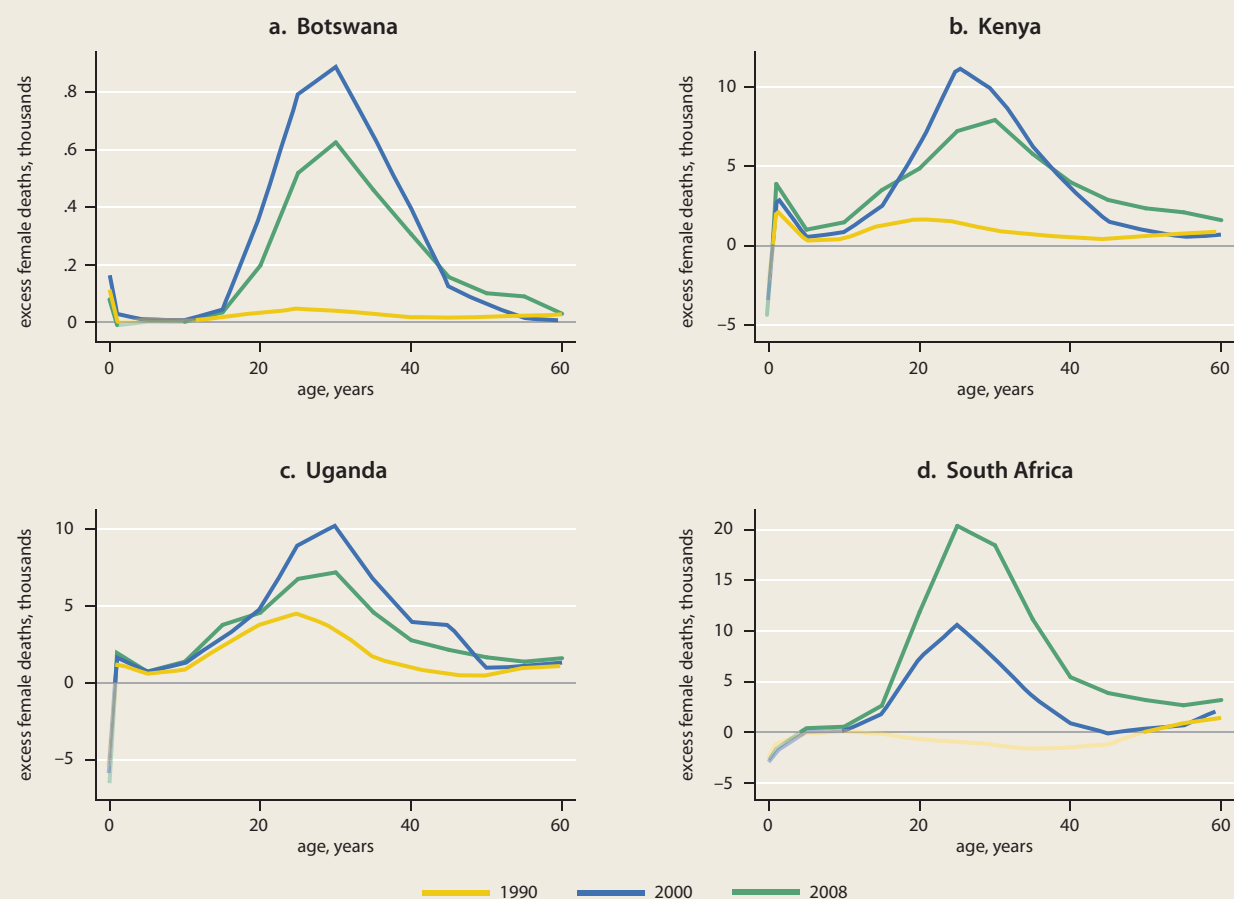 a. Botswana
excess female deaths, thousands
.8
.6
.4
.2
0
0 20 40 60
age, years
b. Kenya
excess female deaths, thousands
10
5
0
−5
0 20 40 60
age, years
c. Uganda
excess female deaths, thousands
10
5
0
−5
0 20 40 60
age, years
d. South Africa
excess female deaths, thousands
20
15
10
5
0
−5
0 20 40 60
age, years
1990 2000 2008